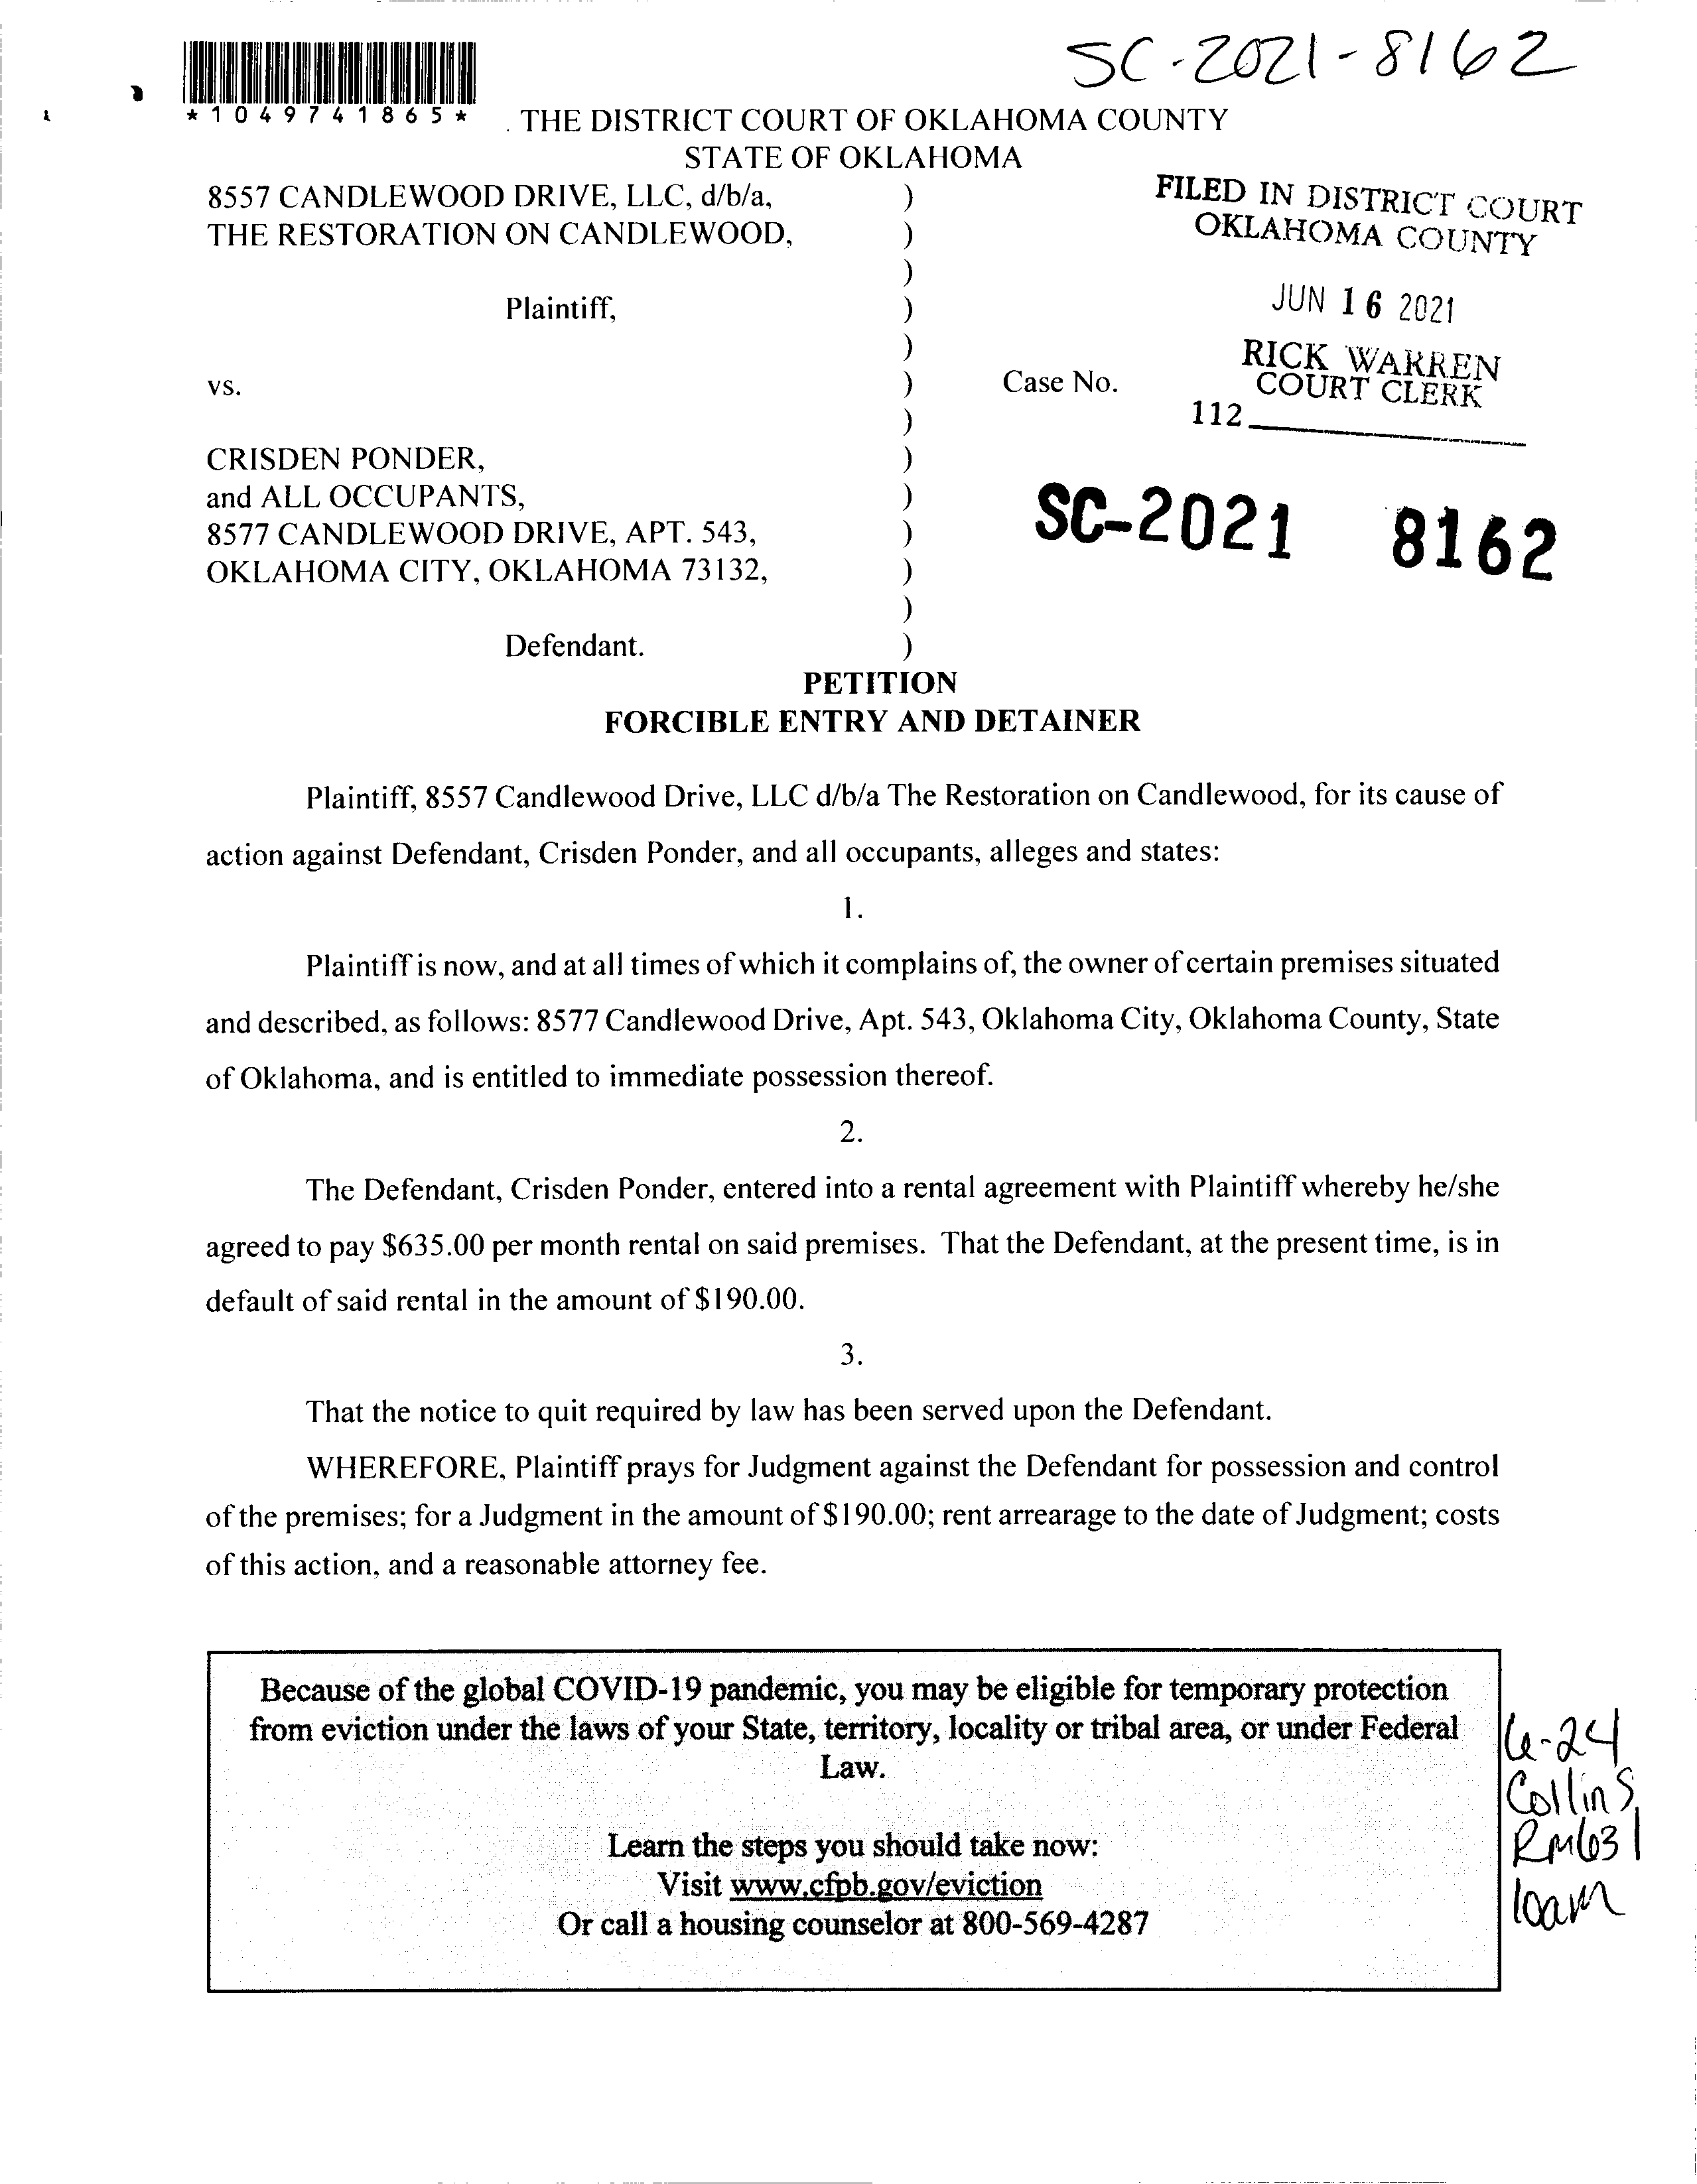 SC-2021-8162
*1049741865*
THE DISTRICT COURT OF OKLAHOMA COUNTY
STATE OF OKLAHOMA
8557 CANDLEWOOD DRIVE, LLC, d/b/a, )
THE RESTORATION ON CANDLEWOOD, )
)
Plaintiff, )
)
vs. )
)
CRISDEN PONDER, )
and ALL OCCUPANTS, )
8577 CANDLEWOOD DRIVE, APT. 543, )
OKLAHOMA CITY, OKLAHOMA 73132, )
)
Defendant. )
FILED IN DISTRICT COURT
OKLAHOMA COUNTY
JUN 16 2021
RICK WARREN
COURT CLERK
112
Case No.
SC-2021 8162
PETITION
FORCIBLE ENTRY AND DETAINER
Plaintiff, 8557 Candlewood Drive, LLC d/b/a The Restoration on Candlewood, for its cause of
action against Defendant, Crisden Ponder, and all occupants, alleges and states:
1.
Plaintiff is now, and at all times of which it complains of, the owner of certain premises situated
and described, as follows: 8577 Candlewood Drive, Apt. 543, Oklahoma City, Oklahoma County, State
of Oklahoma, and is entitled to immediate possession thereof.
2.
The Defendant, Crisden Ponder, entered into a rental agreement with Plaintiff whereby he/she
agreed to pay $635.00 per month rental on said premises. That the Defendant, at the present time, is in
default of said rental in the amount of $190.00.
3.
That the notice to quit required by law has been served upon the Defendant.
WHEREFORE, Plaintiff prays for Judgment against the Defendant for possession and control
of the premises; for a Judgment in the amount of $190.00; rent arrearage to the date of Judgment; costs
of this action, and a reasonable attorney fee.
Because of the global COVID-19 pandemic, you may be eligible for temporary protection
from eviction under the laws of your State, territory, locality or tribal area, or under Federal
Law.
Learn the steps you should take now:
Visit www.cfpb.gov/eviction
Or call a housing counselor at 800-569-4287
6-24
Collins
RM631
10am